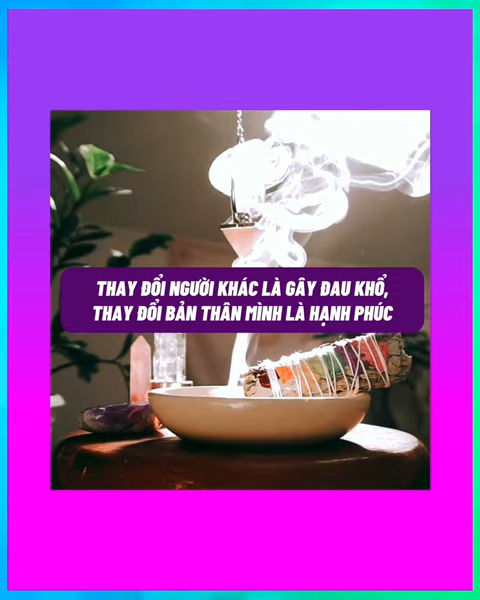 THAY ĐỔI NGƯỜI KHÁC LÀ GÂY ĐAU KHỔ,
THAY ĐỔI BẢN THÂN MÌNH LÀ HẠNH PHÚC